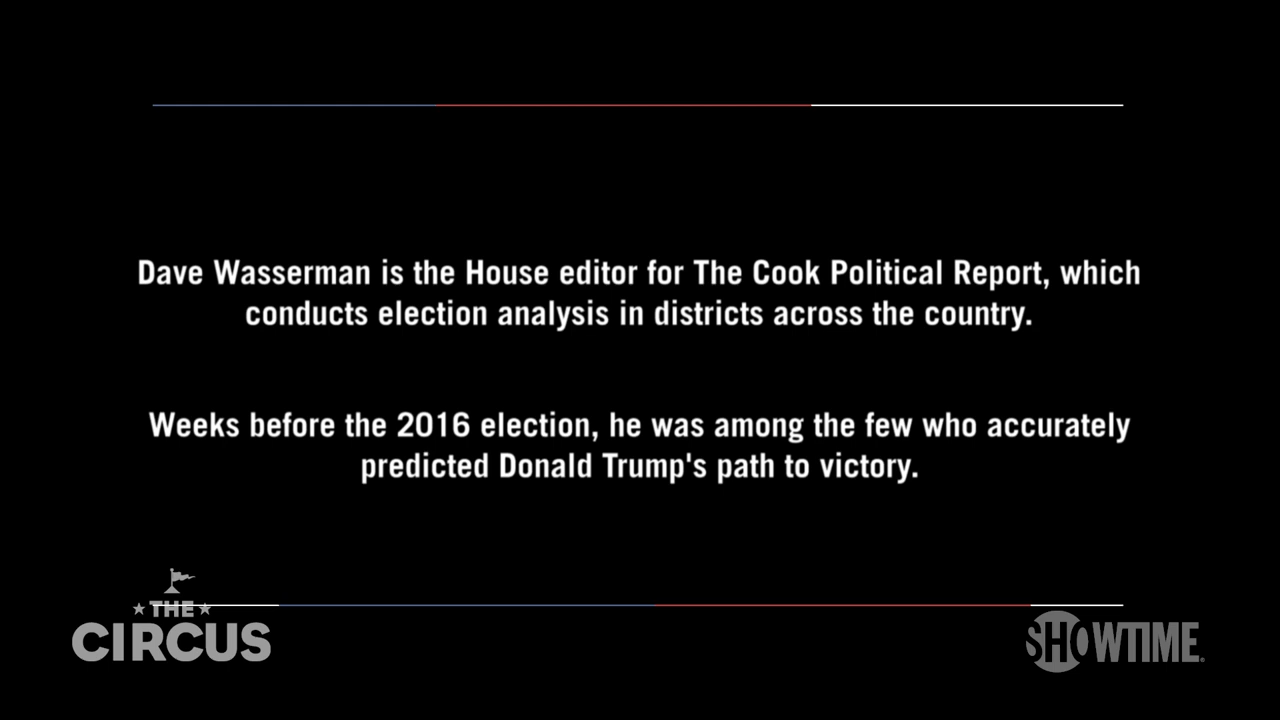 Dave Wasserman is the House editor for The Cook Political Report, which
conducts election analysis in districts across the country.
Weeks before the 2016 election, he was among the few who accurately
predicted Donald Trump's path to victory.
THE
CIRCUS
SHOWTIME